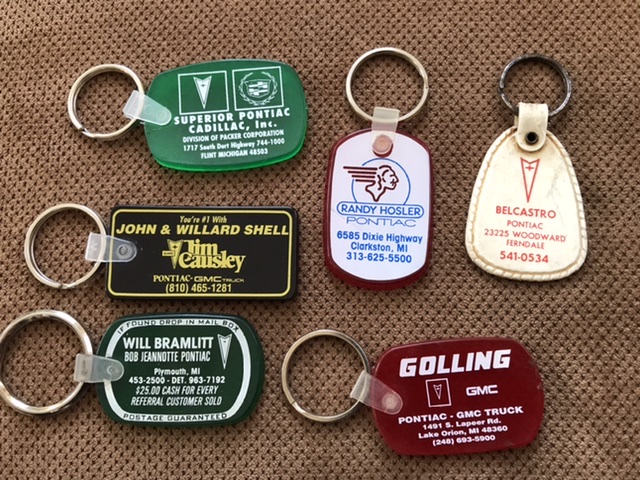 SUPERIOR PONTIAC
CADILLAC, Inc.
DIVISION OF PACKER CORPORATION
1717 South Dort Highway 744-1000
FLINT MICHIGAN 48503
RANDY HOSLER
PONTIAC
6585 Dixie Highway
Clarkston, MI
313-625-5500
BELCASTRO
PONTIAC
23225 WOODWARD
FERNDALE
541-0534
You're #1 With
JOHN & WILLARD SHELL
Jim
Causley
PONTIAC-GMC TRUCK
(810) 465-1281
IF FOUND DROP IN MAIL BOX
WILL BRAMLITT
BOB JEANNOTTE PONTIAC
Plymouth, MI
453-2500 - DET. 963-7192
$25.00 CASH FOR EVERY
REFERRAL CUSTOMER SOLD
POSTAGE GUARANTEED
GOLLING
GMC
PONTIAC - GMC TRUCK
1491 S. Lapeer Rd.
Lake Orion, MI 48360
(248) 693-5900